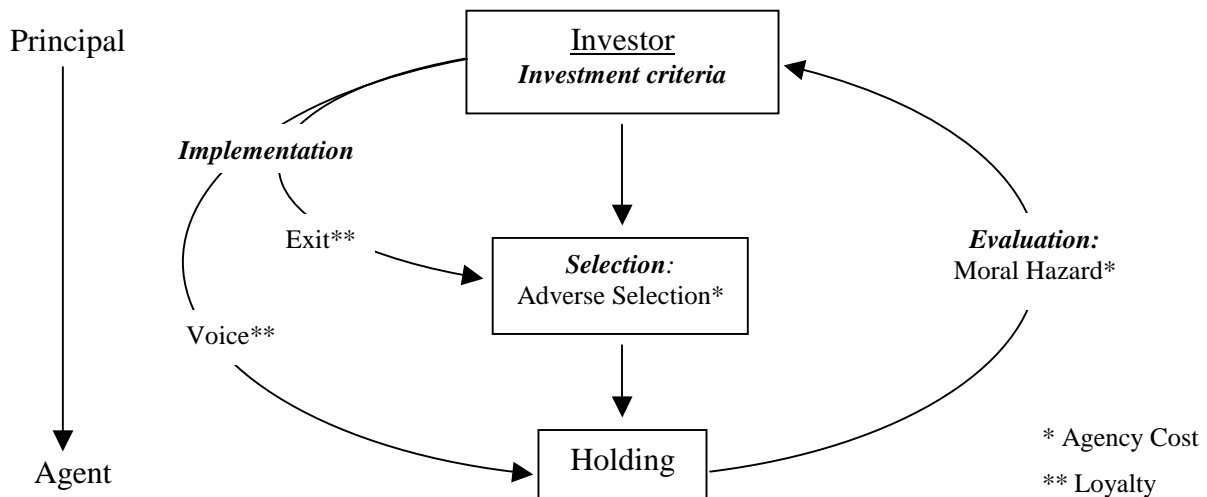 Principal
Investor
Investment criteria
Implementation
Exit**
Selection:
Adverse Selection*
Evaluation:
Moral Hazard*
Voice**
Holding
Agent
* Agency Cost
** Loyalty